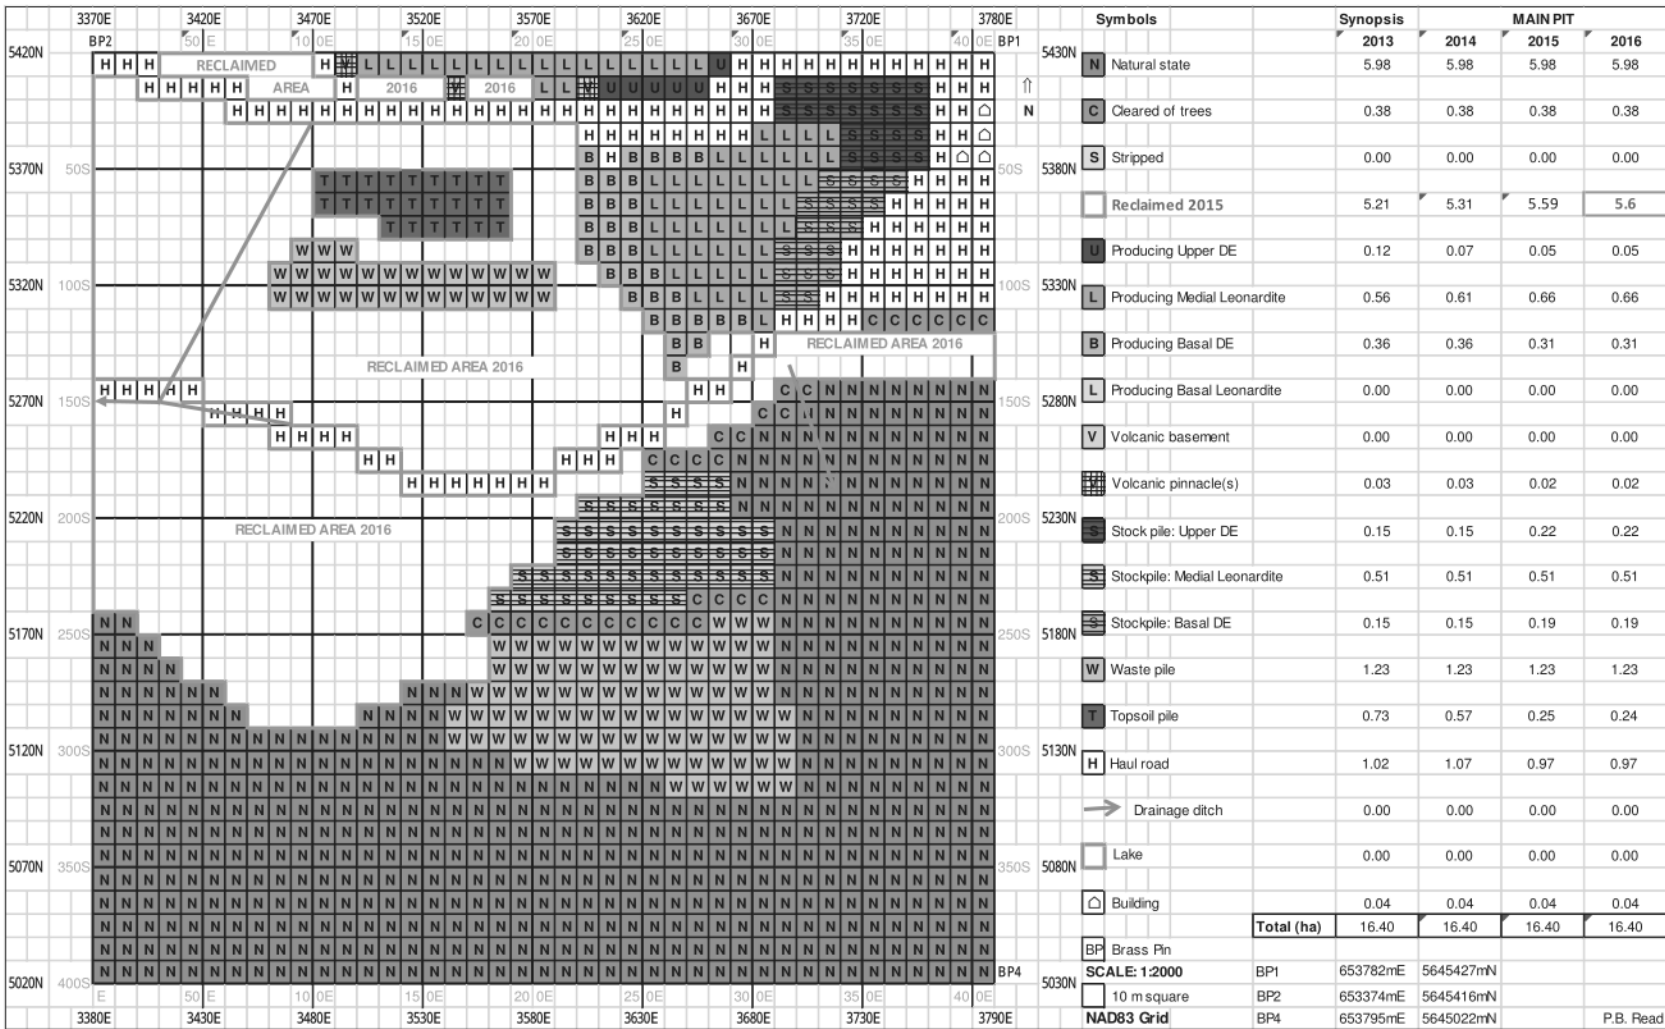 3370E 3420E 3470E 3520E 3570E 3620E 3670E 3720E 3780E Symbols Synopsis MAIN PIT
BP2 50 E 100E 150E 200E 250E 300E 350E 400E BP1 2013 2014 2015 2016
5420N H H H RECLAIMED H V L L L L L L L L L L L L L L L L U H H H H H H H H H H H H 5430N N Natural state 5.98 5.98 5.98 5.98
H H H H H AREA H 2016 V 2016 L L V U U U U U H H H S S S S S S S H H H ⇧
H H H H H H H H H H H H H H H H H H H H H H H H H S S S S S S S H H N C Cleared of trees 0.38 0.38 0.38 0.38
H H H H H H H H L L L L S S S S H H
B H B B B B L L L L L L S S S S H S Stripped 0.00 0.00 0.00 0.00
5370N 50S T T T T T T T T T B B B L L L L L L L L S S S S H H H H 50S 5380N
T T T T T T T T T B B B L L L L L L L S S S S H H H H H Reclaimed 2015 5.21 5.31 5.59 5.6
T T T T T T B B B L L L L L L L S S S H H H H H H
W W W B B B L L L L L L S S S H H H H H H H U Producing Upper DE 0.12 0.07 0.05 0.05
W W W W W W W W W W W W W B B B L L L L L S S S H H H H H H H
5320N 100S W W W W W W W W W W W W W B B B L L L L S S H H H H H H H H 100S 5330N L Producing Medial Leonardite 0.56 0.61 0.66 0.66
B B B B B L H H H H C C C C C C
B B H RECLAIMED AREA 2016 B Producing Basal DE 0.36 0.36 0.31 0.31
RECLAIMED AREA 2016 B H
H H H H H H H C C N N N N N N N N L Producing Basal Leonardite 0.00 0.00 0.00 0.00
5270N 150S H H H H H C C N N N N N N N N N 150S 5280N
H H H H H H H C C N N N N N N N N N N N V Volcanic basement 0.00 0.00 0.00 0.00
H H H H H C C C C N N N N N N N N N N N N
H H H H H H H S S S S N N N N N N N N N N N N V Volcanic pinnacle(s) 0.03 0.03 0.02 0.02
S S S S S S S N N N N N N N N N N N N
5220N 200S RECLAIMED AREA 2016 S S S S S S S S S S N N N N N N N N N N 200S 5230N S Stock pile: Upper DE 0.15 0.15 0.22 0.22
S S S S S S S S S S N N N N N N N N N N
S S S S S S S S S S S S N N N N N N N N N N S Stockpile: Medial Leonardite 0.51 0.51 0.51 0.51
S S S S S S S S S C C C C N N N N N N N N N N
N N C C C C C C C C C C C W W W N N N N N N N N N N S Stockpile: Basal DE 0.15 0.15 0.19 0.19
5170N 250S N N N W W W W W W W W W W W W W N N N N N N N N N N 250S 5180N
N N N N W W W W W W W W W W W W W N N N N N N N N N N W Waste pile 1.23 1.23 1.23 1.23
N N N N N N N N N W W W W W W W W W W W W W W N N N N N N N N N N
N N N N N N N N N N N W W W W W W W W W W W W W W W W N N N N N N N N N T Topsoil pile 0.73 0.57 0.25 0.24
N N N N N N N N N N N N N N N N W W W W W W W W W W W W W W W W N N N N N N N N N
5120N 300S N N N N N N N N N N N N N N N N N N N W W W W W W W W W W W W W N N N N N N N N N 300S 5130N H Haul road 1.02 1.07 0.97 0.97
N N N N N N N N N N N N N N N N N N N N N N N N N N W W W W W W N N N N N N N N N
N N N N N N N N N N N N N N N N N N N N N N N N N N N N N N N N N N N N N N N N N Drainage ditch 0.00 0.00 0.00 0.00
N N N N N N N N N N N N N N N N N N N N N N N N N N N N N N N N N N N N N N N N N
5070N 350S N N N N N N N N N N N N N N N N N N N N N N N N N N N N N N N N N N N N N N N N N 350S 5080N Lake 0.00 0.00 0.00 0.00
N N N N N N N N N N N N N N N N N N N N N N N N N N N N N N N N N N N N N N N N N
N N N N N N N N N N N N N N N N N N N N N N N N N N N N N N N N N N N N N N N N N Building 0.04 0.04 0.04 0.04
N N N N N N N N N N N N N N N N N N N N N N N N N N N N N N N N N N N N N N N N N Total (ha) 16.40 16.40 16.40 16.40
N N N N N N N N N N N N N N N N N N N N N N N N N N N N N N N N N N N N N N N N N BP Brass Pin
N N N N N N N N N N N N N N N N N N N N N N N N N N N N N N N N N N N N N N N N N BP4 SCALE: 1:2000 BP1 653782mE 5645427mN
5020N 400S 5030N
E 50 E 100E 150E 200E 250E 300E 350E 400E 10 m square BP2 653374mE 5645416mN
3380E 3430E 3480E 3530E 3580E 3630E 3680E 3730E 3790E NAD83 Grid BP4 653795mE 5645022mN P.B. Read